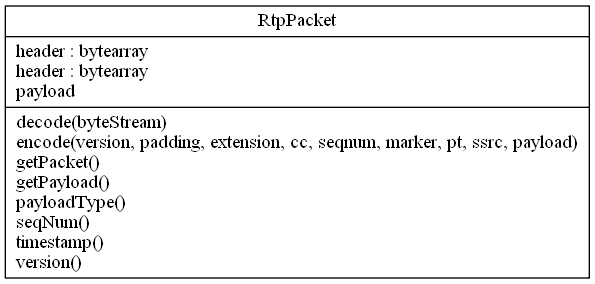 RtpPacket
header : bytearray
header : bytearray
payload
decode(byteStream)
encode(version, padding, extension, cc, seqnum, marker, pt, ssrc, payload)
getPacket()
getPayload()
payloadType()
seqNum()
timestamp()
version()